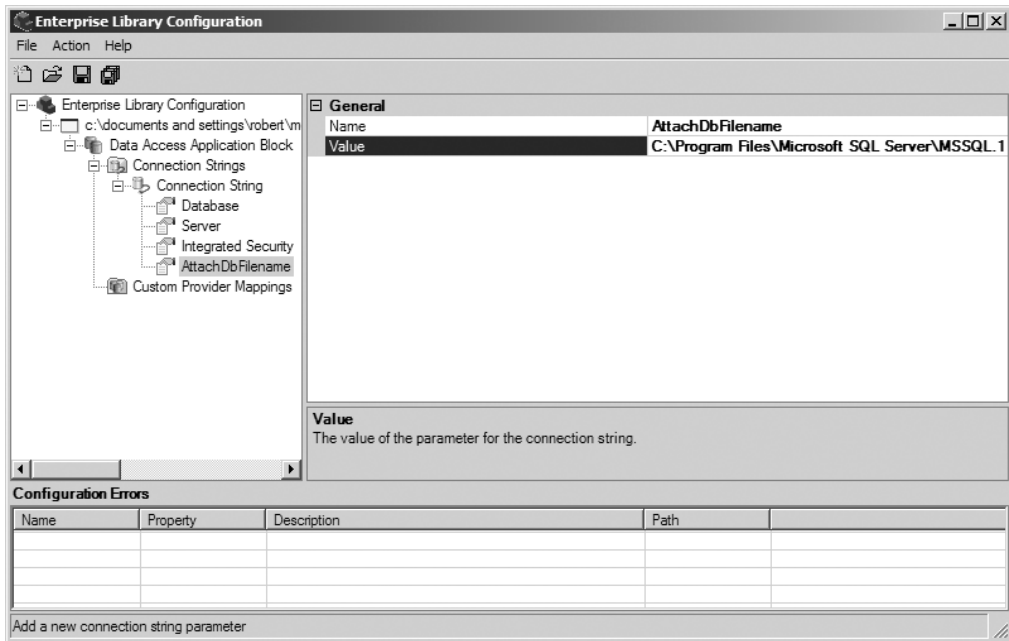 Enterprise Library Configuration
File Action Help
Enterprise Library Configuration
c:\documents and settings\robert\m
Data Access Application Block
Connection Strings
Connection String
Database
Server
Integrated Security
AttachDbFilename
Custom Provider Mappings
General
Name AttachDbFilename
Value C:\Program Files\Microsoft SQL Server\MSSQL.1
Value
The value of the parameter for the connection string.
Configuration Errors
Name Property Description Path
Add a new connection string parameter